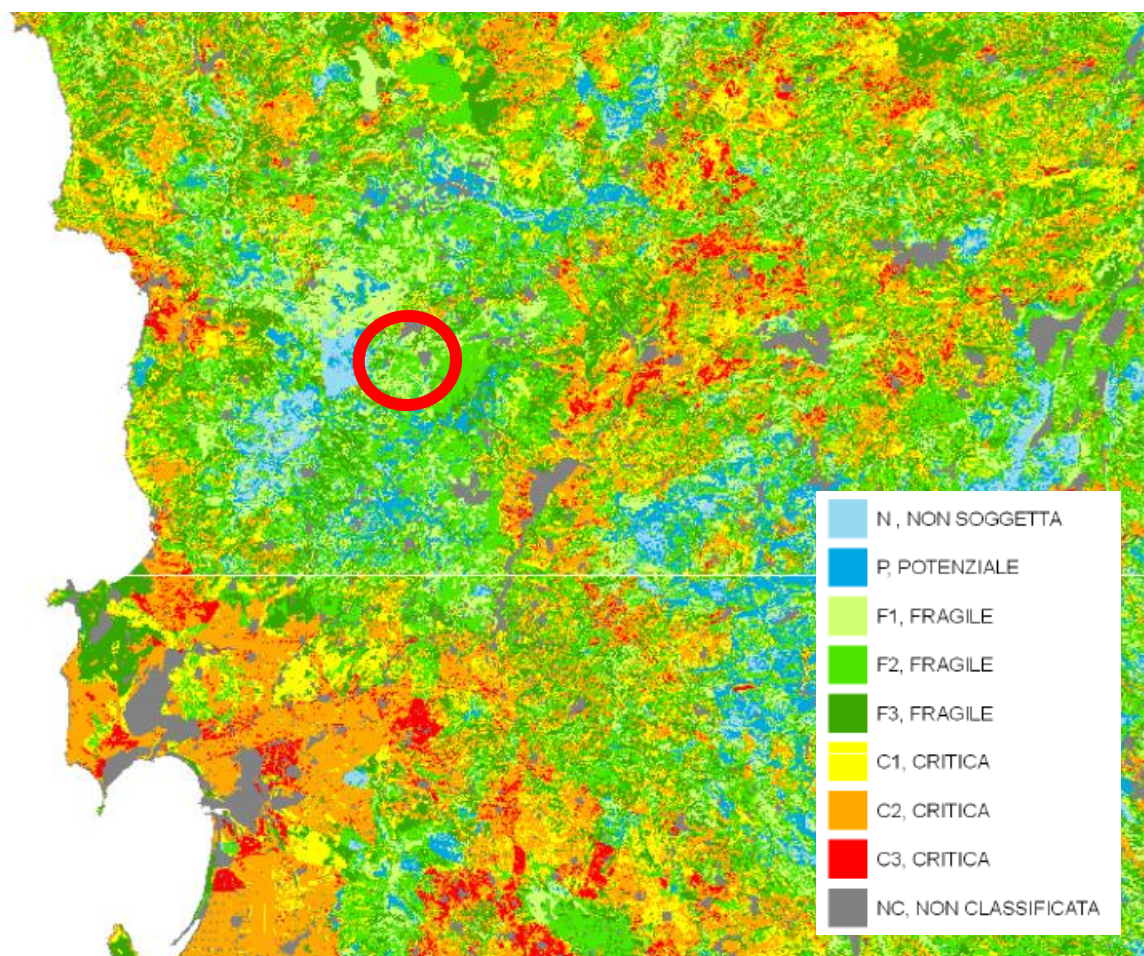 N , NON SOGGETTA
P, POTENZIALE
F1, FRAGILE
F2, FRAGILE
F3, FRAGILE
C1, CRITICA
C2, CRITICA
C3, CRITICA
NC, NON CLASSIFICATA